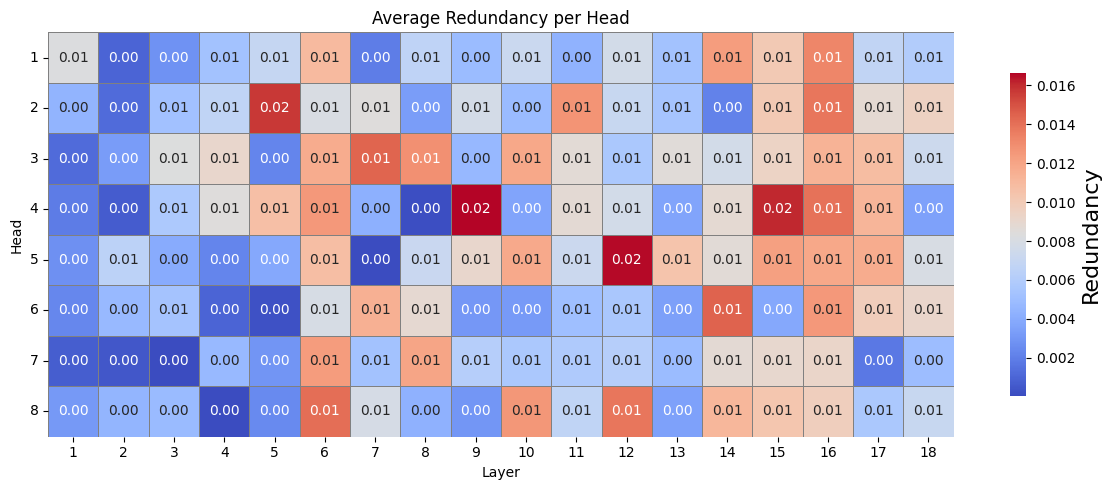 Average Redundancy per Head
1 0.01 0.00 0.00 0.01 0.01 0.01 0.00 0.01 0.00 0.01 0.00 0.01 0.01 0.01 0.01 0.01 0.01 0.01
2 0.00 0.00 0.01 0.01 0.02 0.01 0.01 0.00 0.01 0.00 0.01 0.01 0.01 0.00 0.01 0.01 0.01 0.01
3 0.00 0.00 0.01 0.01 0.00 0.01 0.01 0.01 0.00 0.01 0.01 0.01 0.01 0.01 0.01 0.01 0.01 0.01
4 0.00 0.00 0.01 0.01 0.01 0.01 0.00 0.00 0.02 0.00 0.01 0.01 0.00 0.01 0.02 0.01 0.01 0.00
5 0.00 0.01 0.00 0.00 0.00 0.01 0.00 0.01 0.01 0.01 0.01 0.02 0.01 0.01 0.01 0.01 0.01 0.01
6 0.00 0.00 0.01 0.00 0.00 0.01 0.01 0.01 0.00 0.00 0.01 0.01 0.00 0.01 0.00 0.01 0.01 0.01
7 0.00 0.00 0.00 0.00 0.00 0.01 0.01 0.01 0.01 0.01 0.01 0.01 0.00 0.01 0.01 0.01 0.00 0.00
8 0.00 0.00 0.00 0.00 0.00 0.01 0.01 0.00 0.00 0.01 0.01 0.01 0.00 0.01 0.01 0.01 0.01 0.01
1 2 3 4 5 6 7 8 9 10 11 12 13 14 15 16 17 18
Layer
Head
0.016
0.014
0.012
0.010
0.008
0.006
0.004
0.002
Redundancy